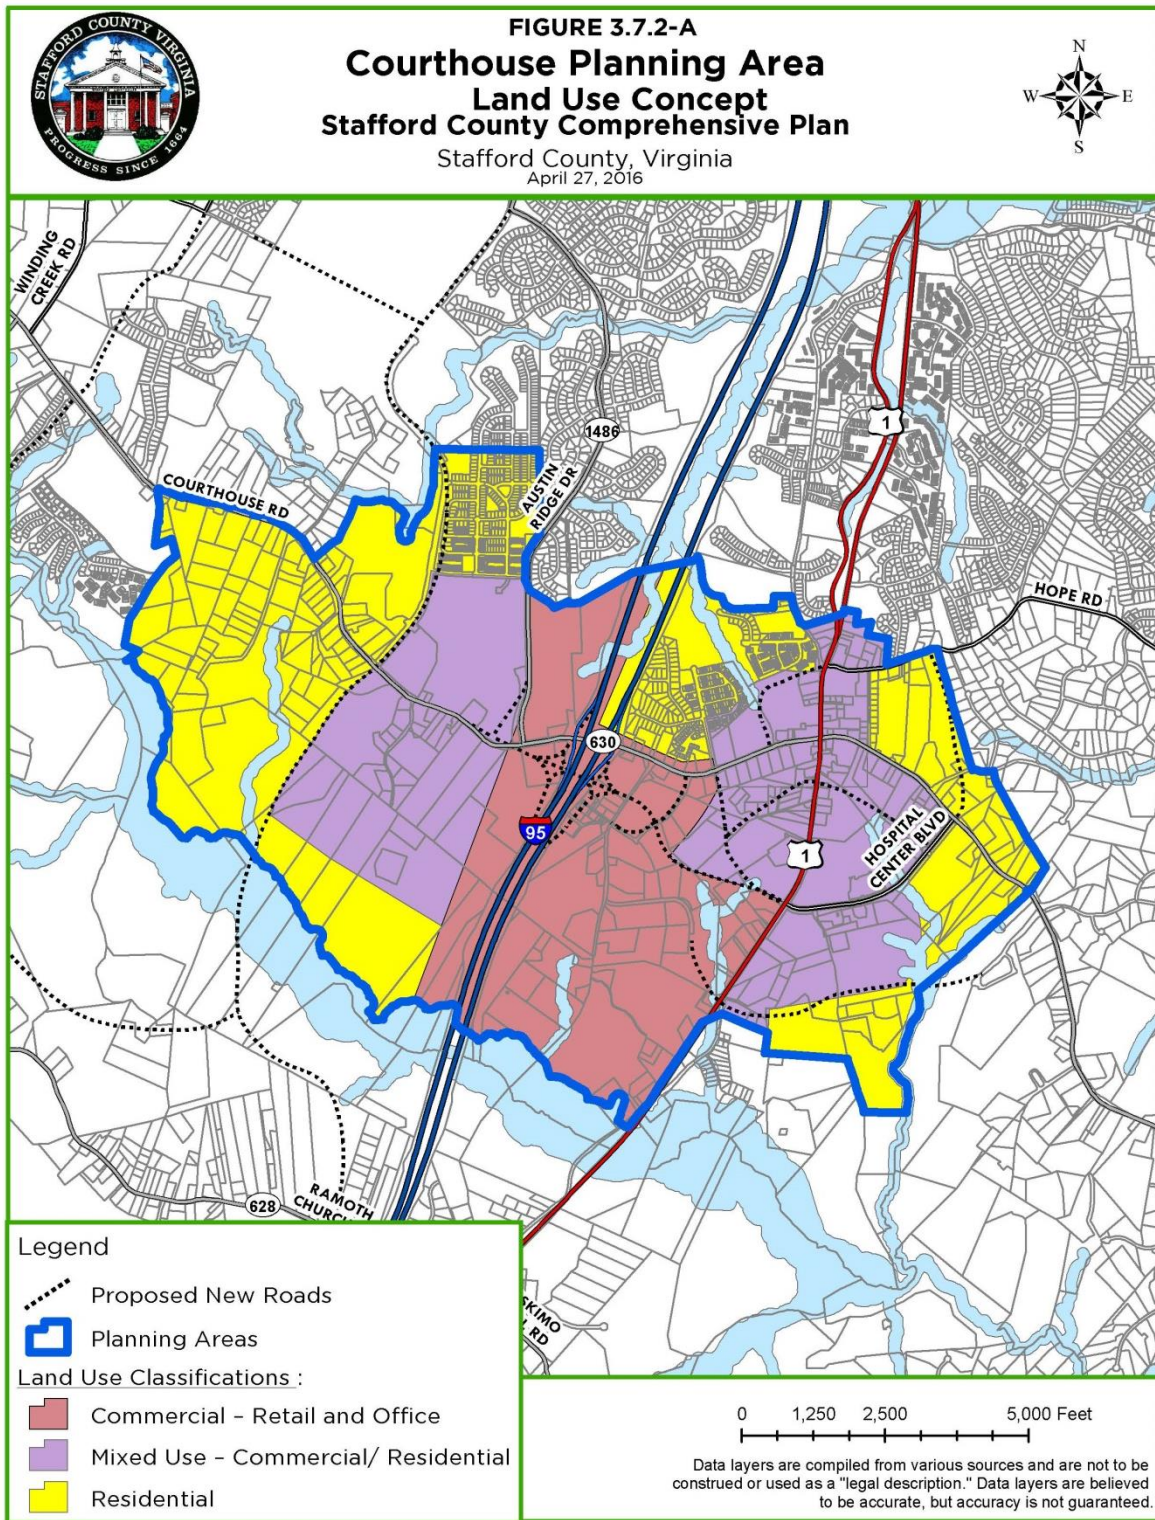 FIGURE 3.7.2-A
Courthouse Planning Area
Land Use Concept
Stafford County Comprehensive Plan
Stafford County, Virginia
April 27, 2016
STAFFORD COUNTY VIRGINIA
PROGRESS SINCE 1664
N
W E
S
WINDING
CREEK RD
1486
1
COURTHOUSE RD
AUSTIN
RIDGE DR
HOPE RD
630
95
1
HOSPITAL
CENTER BLVD
628
RAMOTH
CHURCH
SKIMO
RD
Legend
Proposed New Roads
Planning Areas
Land Use Classifications :
Commercial – Retail and Office
Mixed Use – Commercial/ Residential
Residential
0 1,250 2,500 5,000 Feet
Data layers are compiled from various sources and are not to be
construed or used as a "legal description." Data layers are believed
to be accurate, but accuracy is not guaranteed.